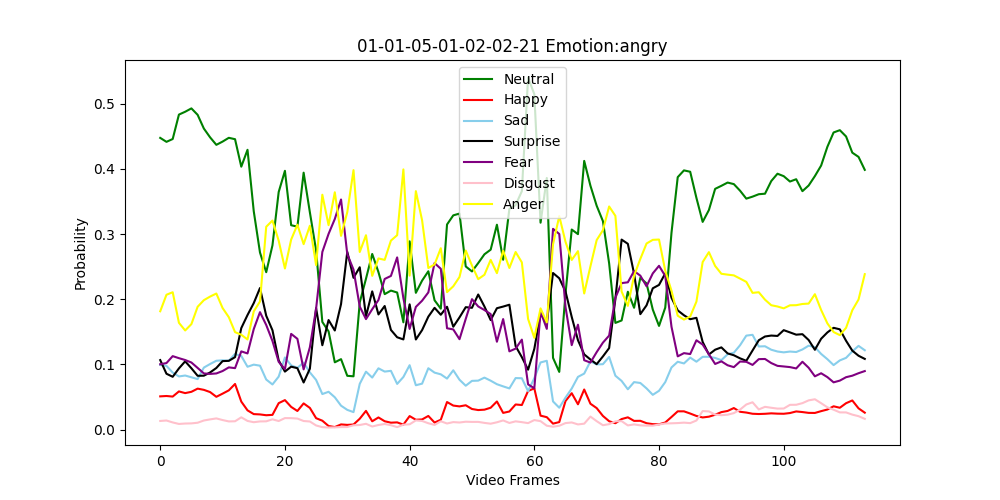 01-01-05-01-02-02-21 Emotion:angry
Neutral
Happy
Sad
Surprise
Fear
Disgust
Anger
Probability
0.5
0.4
0.3
0.2
0.1
0.0
0 20 40 60 80 100
Video Frames